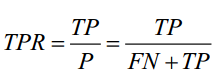 TPR = TP/P = TP/(FN + TP)